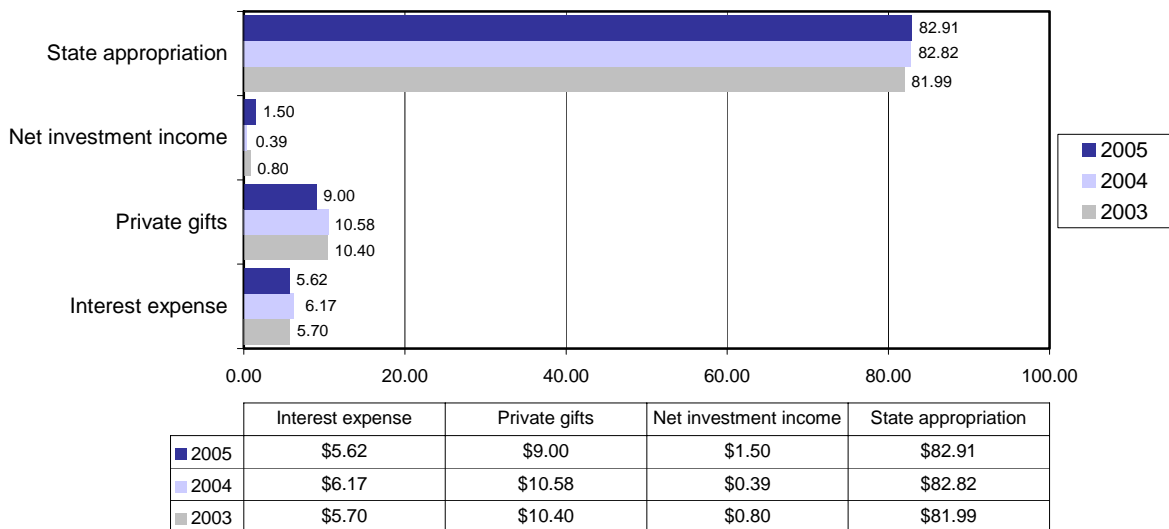 State appropriation
82.91
82.82
81.99
Net investment income
1.50
0.39
0.80
Private gifts
9.00
10.58
10.40
Interest expense
5.62
6.17
5.70
2005
2004
2003
0.00 20.00 40.00 60.00 80.00 100.00
Interest expense Private gifts Net investment income State appropriation
2005 $5.62 $9.00 $1.50 $82.91
2004 $6.17 $10.58 $0.39 $82.82
2003 $5.70 $10.40 $0.80 $81.99